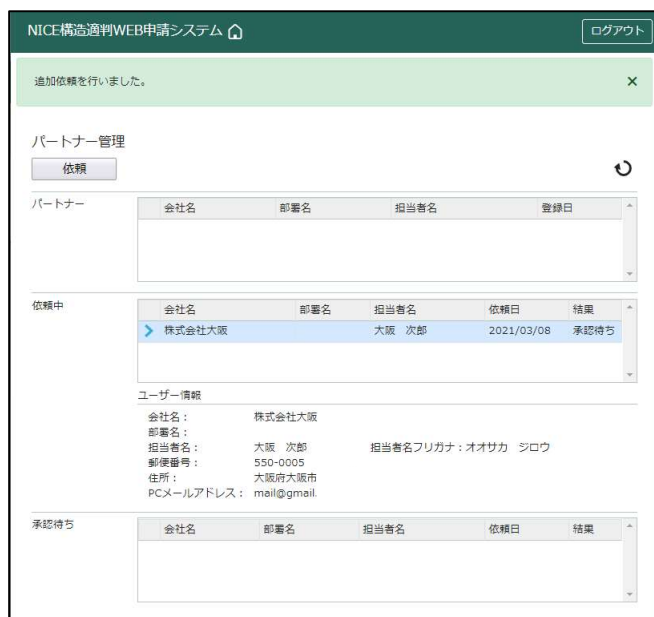 NICE構造適判WEB申請システム
ログアウト
追加依頼を行いました。
×
パートナー管理
依頼
パートナー
会社名 部署名 担当者名 登録日
依頼中
会社名 部署名 担当者名 依頼日 結果
株式会社大阪 大阪 次郎 2021/03/08 承認待ち
ユーザー情報
会社名： 株式会社大阪
部署名：
担当者名： 大阪 次郎 担当者名フリガナ：オオサカ ジロウ
郵便番号： 550-0005
住所： 大阪府大阪市
PCメールアドレス： mail@gmail.
承認待ち
会社名 部署名 担当者名 依頼日 結果